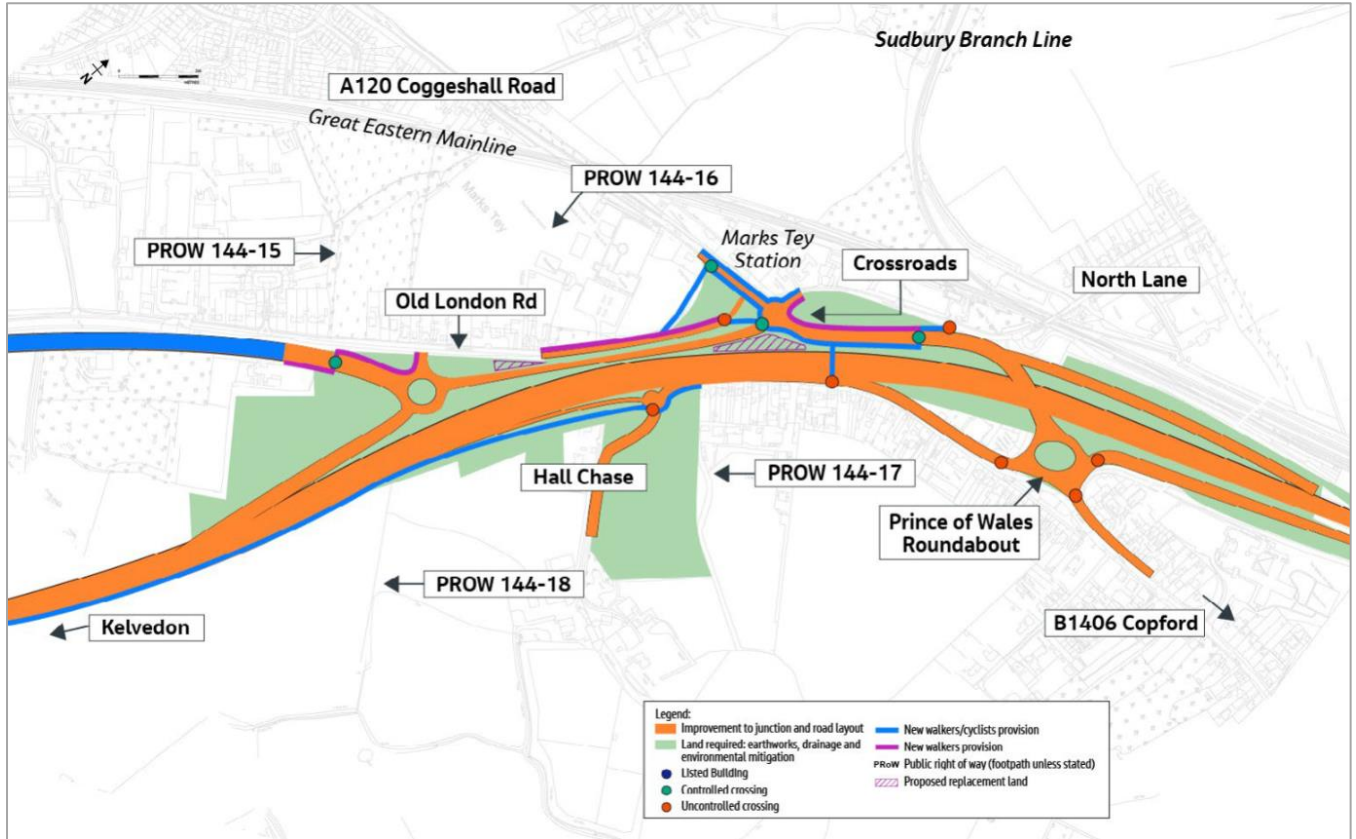 Sudbury Branch Line
N
A120 Coggeshall Road
Great Eastern Mainline
PROW 144-16
Marks Tey
PROW 144-15
Marks Tey
Station
Crossroads
North Lane
Old London Rd
Hall Chase
PROW 144-17
Prince of Wales
Roundabout
PROW 144-18
Kelvedon
B1406 Copford
Legend:
Improvement to junction and road layout
Land required: earthworks, drainage and
environmental mitigation
Listed Building
Controlled crossing
Uncontrolled crossing
New walkers/cyclists provision
New walkers provision
PRoW Public right of way (footpath unless stated)
Proposed replacement land